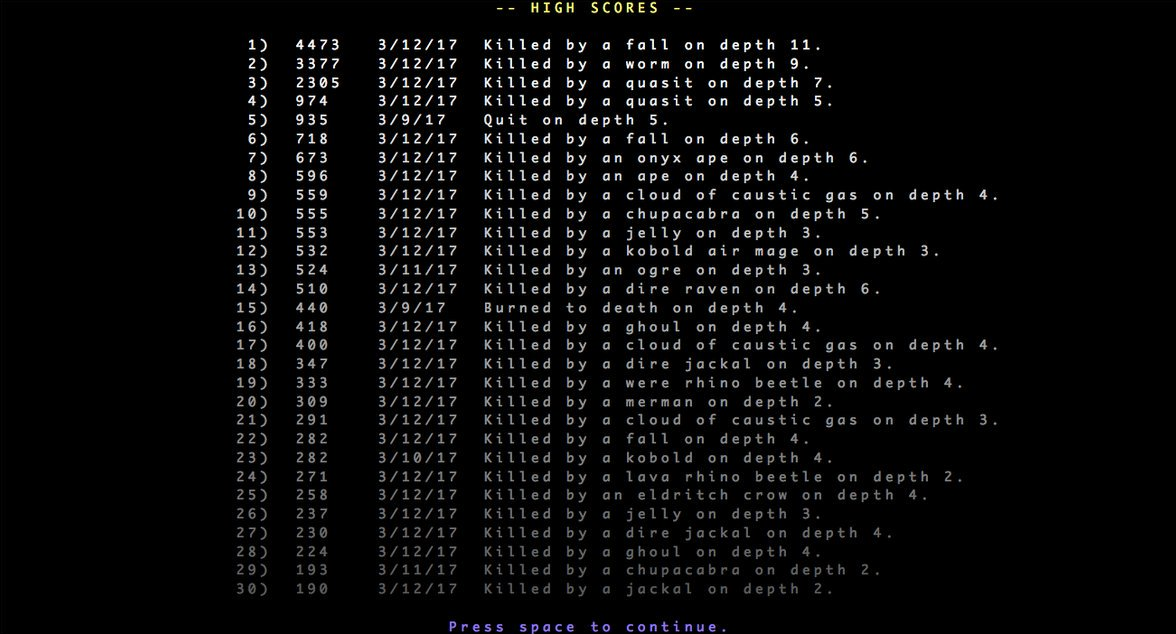 -- HIGH SCORES --
1) 4473 3/12/17 Killed by a fall on depth 11.
2) 3377 3/12/17 Killed by a worm on depth 9.
3) 2305 3/12/17 Killed by a quasit on depth 7.
4) 974 3/12/17 Killed by a quasit on depth 5.
5) 935 3/9/17 Quit on depth 5.
6) 718 3/12/17 Killed by a fall on depth 6.
7) 673 3/12/17 Killed by an onyx ape on depth 6.
8) 596 3/12/17 Killed by an ape on depth 4.
9) 559 3/12/17 Killed by a cloud of caustic gas on depth 4.
10) 555 3/12/17 Killed by a chupacabra on depth 5.
11) 553 3/12/17 Killed by a jelly on depth 3.
12) 532 3/12/17 Killed by a kobold air mage on depth 3.
13) 524 3/11/17 Killed by an ogre on depth 3.
14) 510 3/12/17 Killed by a dire raven on depth 6.
15) 440 3/9/17 Burned to death on depth 4.
16) 418 3/12/17 Killed by a ghoul on depth 4.
17) 400 3/12/17 Killed by a cloud of caustic gas on depth 4.
18) 347 3/12/17 Killed by a dire jackal on depth 3.
19) 333 3/12/17 Killed by a were rhino beetle on depth 4.
20) 309 3/12/17 Killed by a merman on depth 2.
21) 291 3/12/17 Killed by a cloud of caustic gas on depth 3.
22) 282 3/12/17 Killed by a fall on depth 4.
23) 282 3/10/17 Killed by a kobold on depth 4.
24) 271 3/12/17 Killed by a lava rhino beetle on depth 2.
25) 258 3/12/17 Killed by an eldritch crow on depth 4.
26) 237 3/12/17 Killed by a jelly on depth 3.
27) 230 3/12/17 Killed by a dire jackal on depth 4.
28) 224 3/12/17 Killed by a ghoul on depth 4.
29) 193 3/11/17 Killed by a chupacabra on depth 2.
30) 190 3/12/17 Killed by a jackal on depth 2.
Press space to continue.